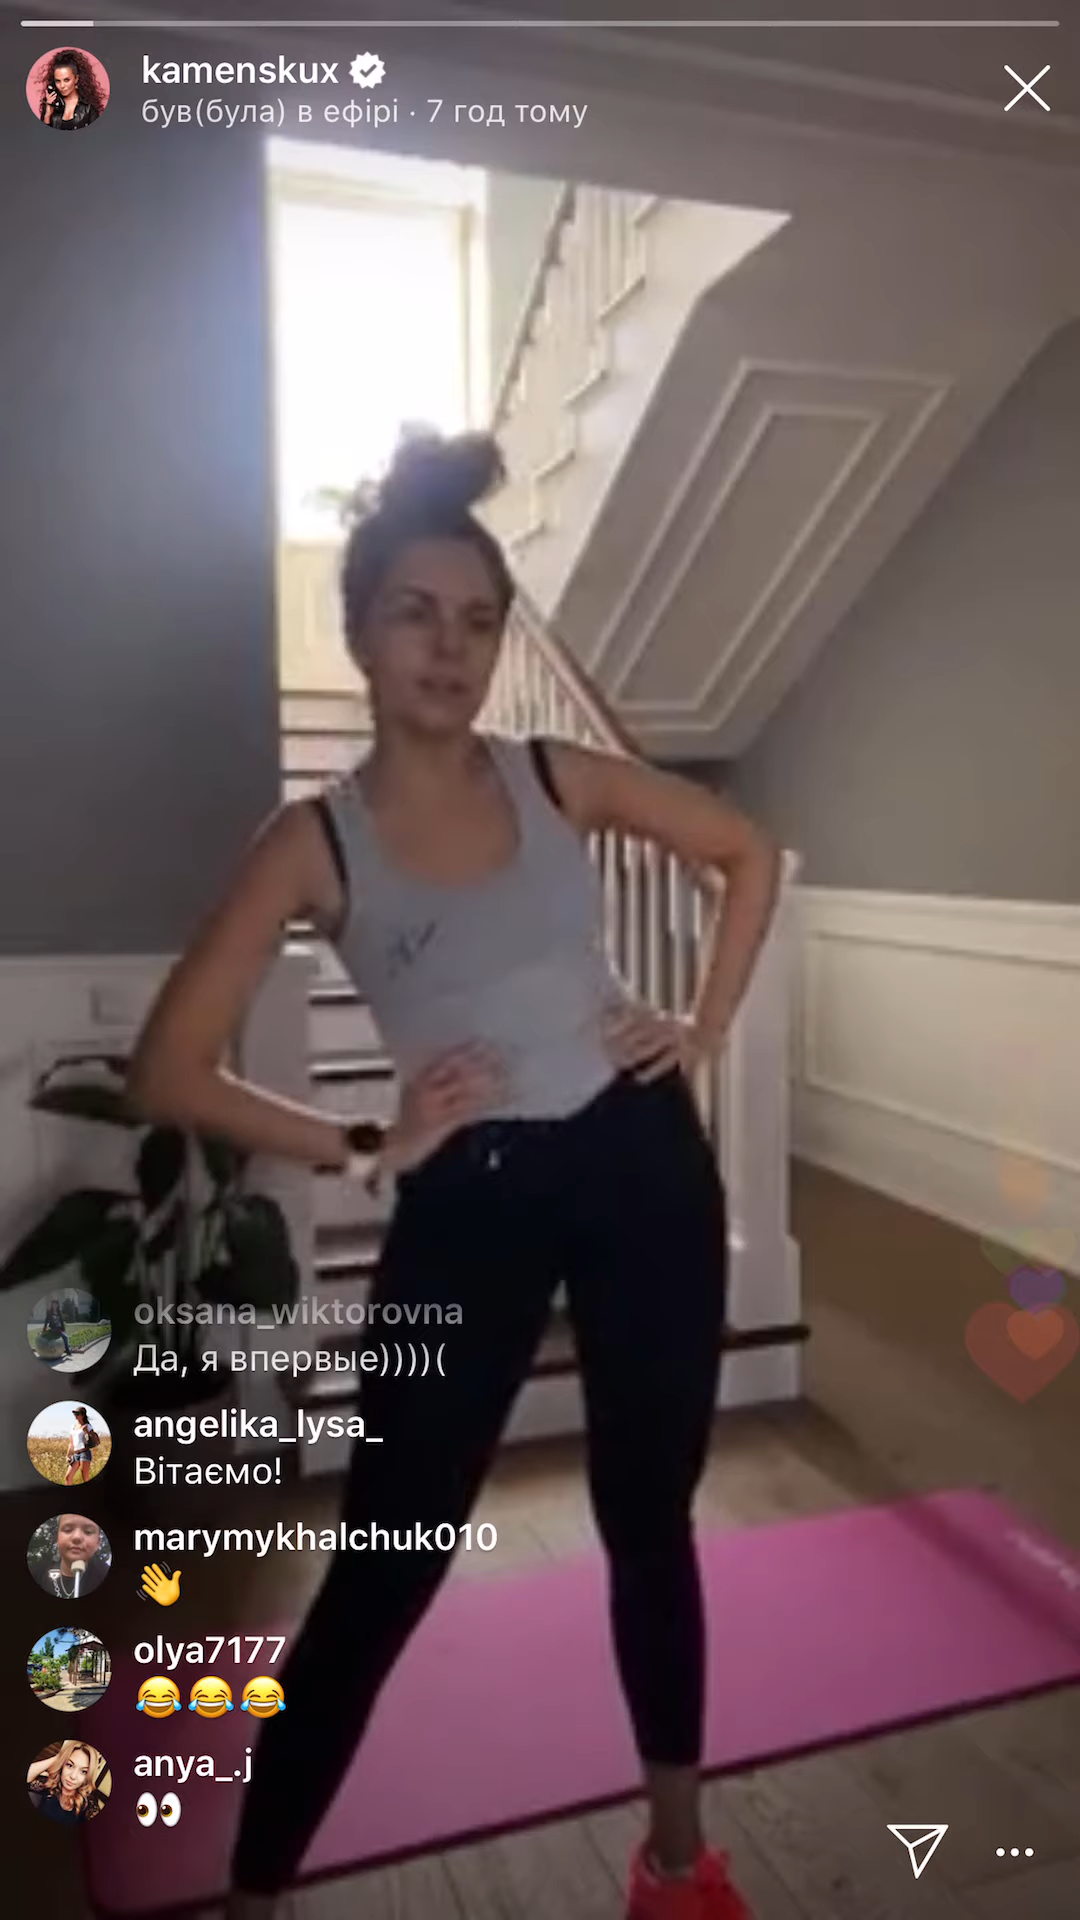 kamenskux
був(була) в ефірі · 7 год тому
oksana_wiktorovna
Да, я впервые))))(
angelika_lysa_
Вітаємо!
marymykhalchuk010
👋
olya7177
😂😂😂
anya_.j
👀